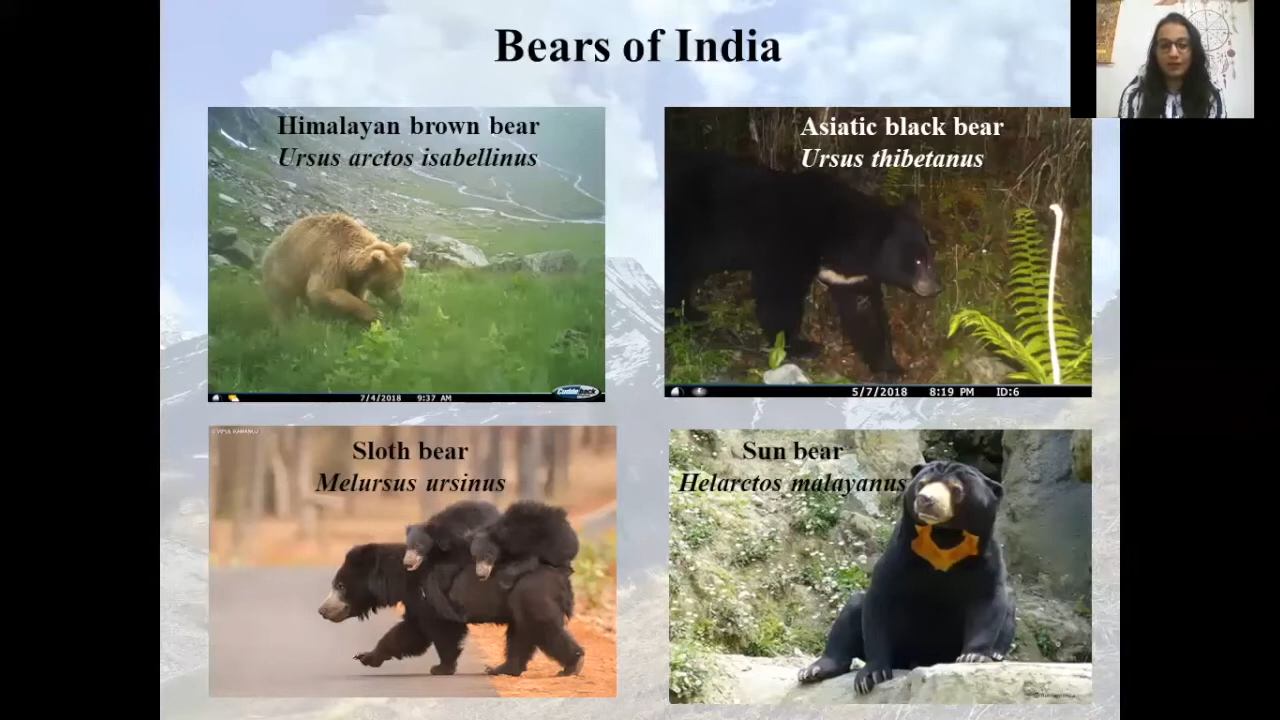 Bears of India
Himalayan brown bear
Ursus arctos isabellinus
7/4/2018 9:37 AM
Cuddeback
Asiatic black bear
Ursus thibetanus
5/7/2018 8:19 PM ID:6
Sloth bear
Melursus ursinus
Sun bear
Helarctos malayanus